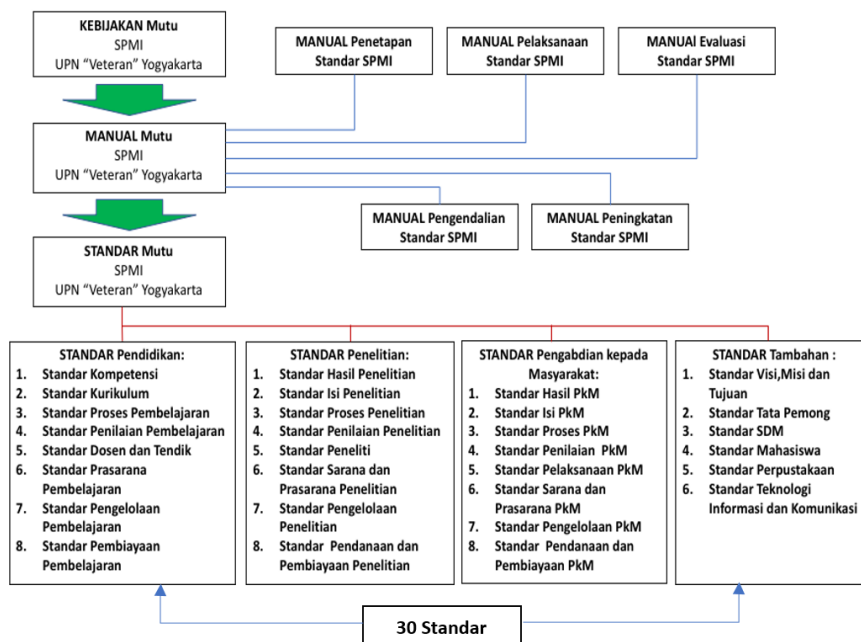 KEBIJAKAN Mutu
SPMI
UPN “Veteran” Yogyakarta
MANUAL Penetapan
Standar SPMI
MANUAL Pelaksanaan
Standar SPMI
MANUAl Evaluasi
Standar SPMI
MANUAL Mutu
SPMI
UPN “Veteran” Yogyakarta
MANUAL Pengendalian
Standar SPMI
MANUAL Peningkatan
Standar SPMI
STANDAR Mutu
SPMI
UPN “Veteran” Yogyakarta
STANDAR Pendidikan:
1. Standar Kompetensi
2. Standar Kurikulum
3. Standar Proses Pembelajaran
4. Standar Penilaian Pembelajaran
5. Standar Dosen dan Tendik
6. Standar Prasarana
Pembelajaran
7. Standar Pengelolaan
Pembelajaran
8. Standar Pembiayaan
Pembelajaran
STANDAR Penelitian:
1. Standar Hasil Penelitian
2. Standar Isi Penelitian
3. Standar Proses Penelitian
4. Standar Penilaian Penelitian
5. Standar Peneliti
6. Standar Sarana dan
Prasarana Penelitian
7. Standar Pengelolaan
Penelitian
8. Standar Pendanaan dan
Pembiayaan Penelitian
STANDAR Pengabdian kepada
Masyarakat:
1. Standar Hasil PkM
2. Standar Isi PkM
3. Standar Proses PkM
4. Standar Penilaian PkM
5. Standar Pelaksanaan PkM
6. Standar Sarana dan
Prasarana PkM
7. Standar Pengelolaan PkM
8. Standar Pendanaan dan
Pembiayaan PkM
STANDAR Tambahan :
1. Standar Visi,Misi dan
Tujuan
2. Standar Tata Pemong
3. Standar SDM
4. Standar Mahasiswa
5. Standar Perpustakaan
6. Standar Teknologi
Informasi dan Komunikasi
30 Standar